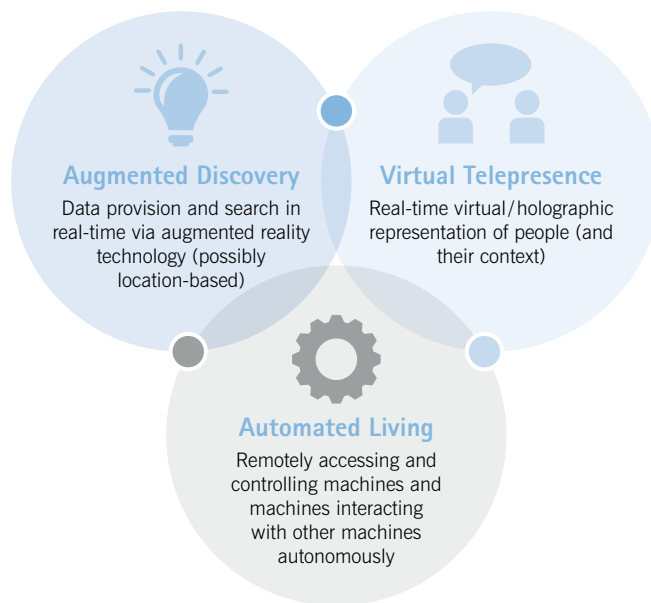 Augmented Discovery
Data provision and search in
real-time via augmented reality
technology (possibly
location-based)
Virtual Telepresence
Real-time virtual/holographic
representation of people (and
their context)
Automated Living
Remotely accessing and
controlling machines and
machines interacting
with other machines
autonomously